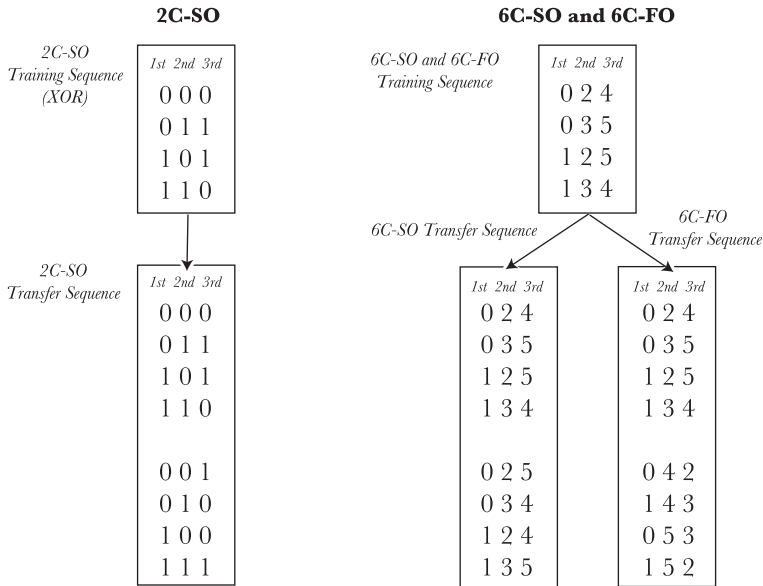 2C-SO
2C-SO
Training Sequence
(XOR)
1st 2nd 3rd
0 0 0
0 1 1
1 0 1
1 1 0
2C-SO
Transfer Sequence
1st 2nd 3rd
0 0 0
0 1 1
1 0 1
1 1 0
0 0 1
0 1 0
1 0 0
1 1 1
6C-SO and 6C-FO
6C-SO and 6C-FO
Training Sequence
1st 2nd 3rd
0 2 4
0 3 5
1 2 5
1 3 4
6C-SO Transfer Sequence
1st 2nd 3rd
0 2 4
0 3 5
1 2 5
1 3 4
0 2 5
0 3 4
1 2 4
1 3 5
6C-FO
Transfer Sequence
1st 2nd 3rd
0 2 4
0 3 5
1 2 5
1 3 4
0 4 2
1 4 3
0 5 3
1 5 2